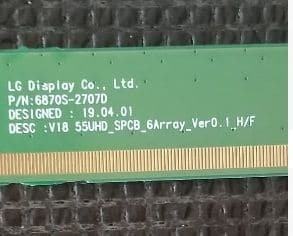 LG Display Co., Ltd.
P/N:6870S-2707D
DESIGNED : 19.04.01
DESC :V18 55UHD_SPCB_6Array_Ver0.1_H/F